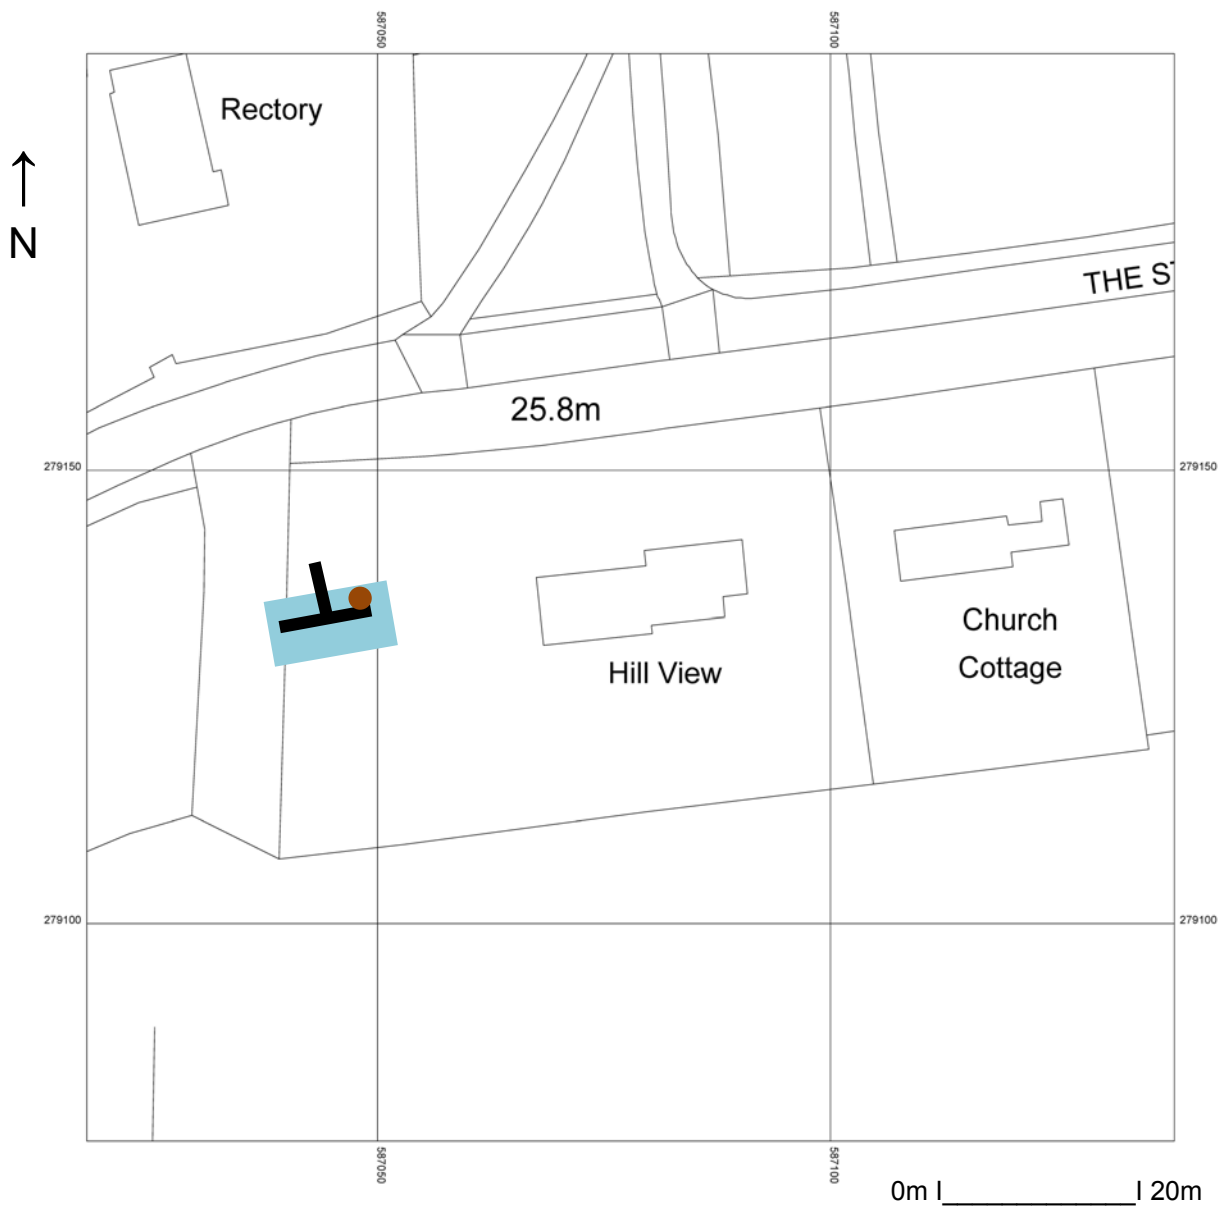 587050
587100
Rectory
N
THE ST
25.8m
279150
279150
Church
Cottage
Hill View
279100
279100
587050
587100
0m I_____________I 20m